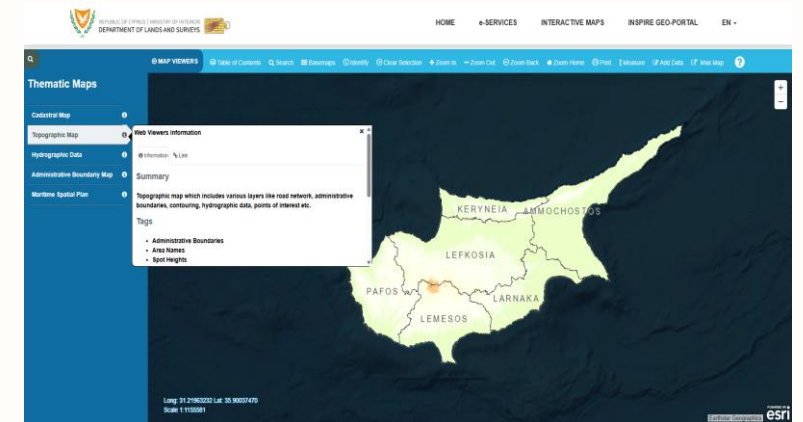 REPUBLIC OF CYPRUS | MINISTRY OF INTERIOR
DEPARTMENT OF LANDS AND SURVEYS
HOME e-SERVICES INTERACTIVE MAPS INSPIRE GEO-PORTAL EN
MAP VIEWERS Table of Contents Search Basemaps Identify Clear Selection Zoom In Zoom Out Zoom Back Zoom Home Print Measure Add Data Max Map ?
Thematic Maps
Cadastral Map
Topographic Map
Hydrographic Data
Administrative Boundariy Map
Maritime Spatial Plan
Web Viewers Information x
Information Link
Summary
Topographic map which includes various layers like road network, administrative
boundaries, contouring, hydrographic data, points of interest etc.
Tags
• Administrative Boundaries
• Area Names
• Spot Heights
+
−
KERYNEIA
AMMOCHOSTOS
LEFKOSIA
PAFOS
LARNAKA
LEMESOS
Long: 31.21963232 Lat: 35.90037470
Scale 1:1155581
Earthstar Geographics
POWERED BY
esri